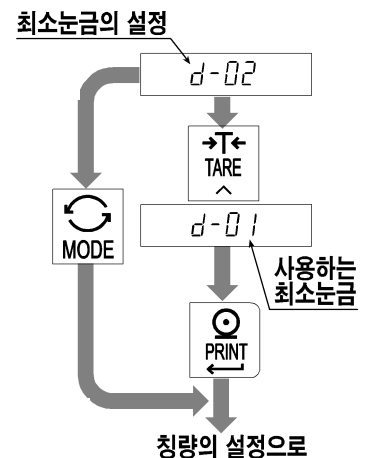 최소눈금의 설정
d-02
→T←
TARE
d-01
MODE
사용하는
최소눈금
PRINT
칭량의 설정으로